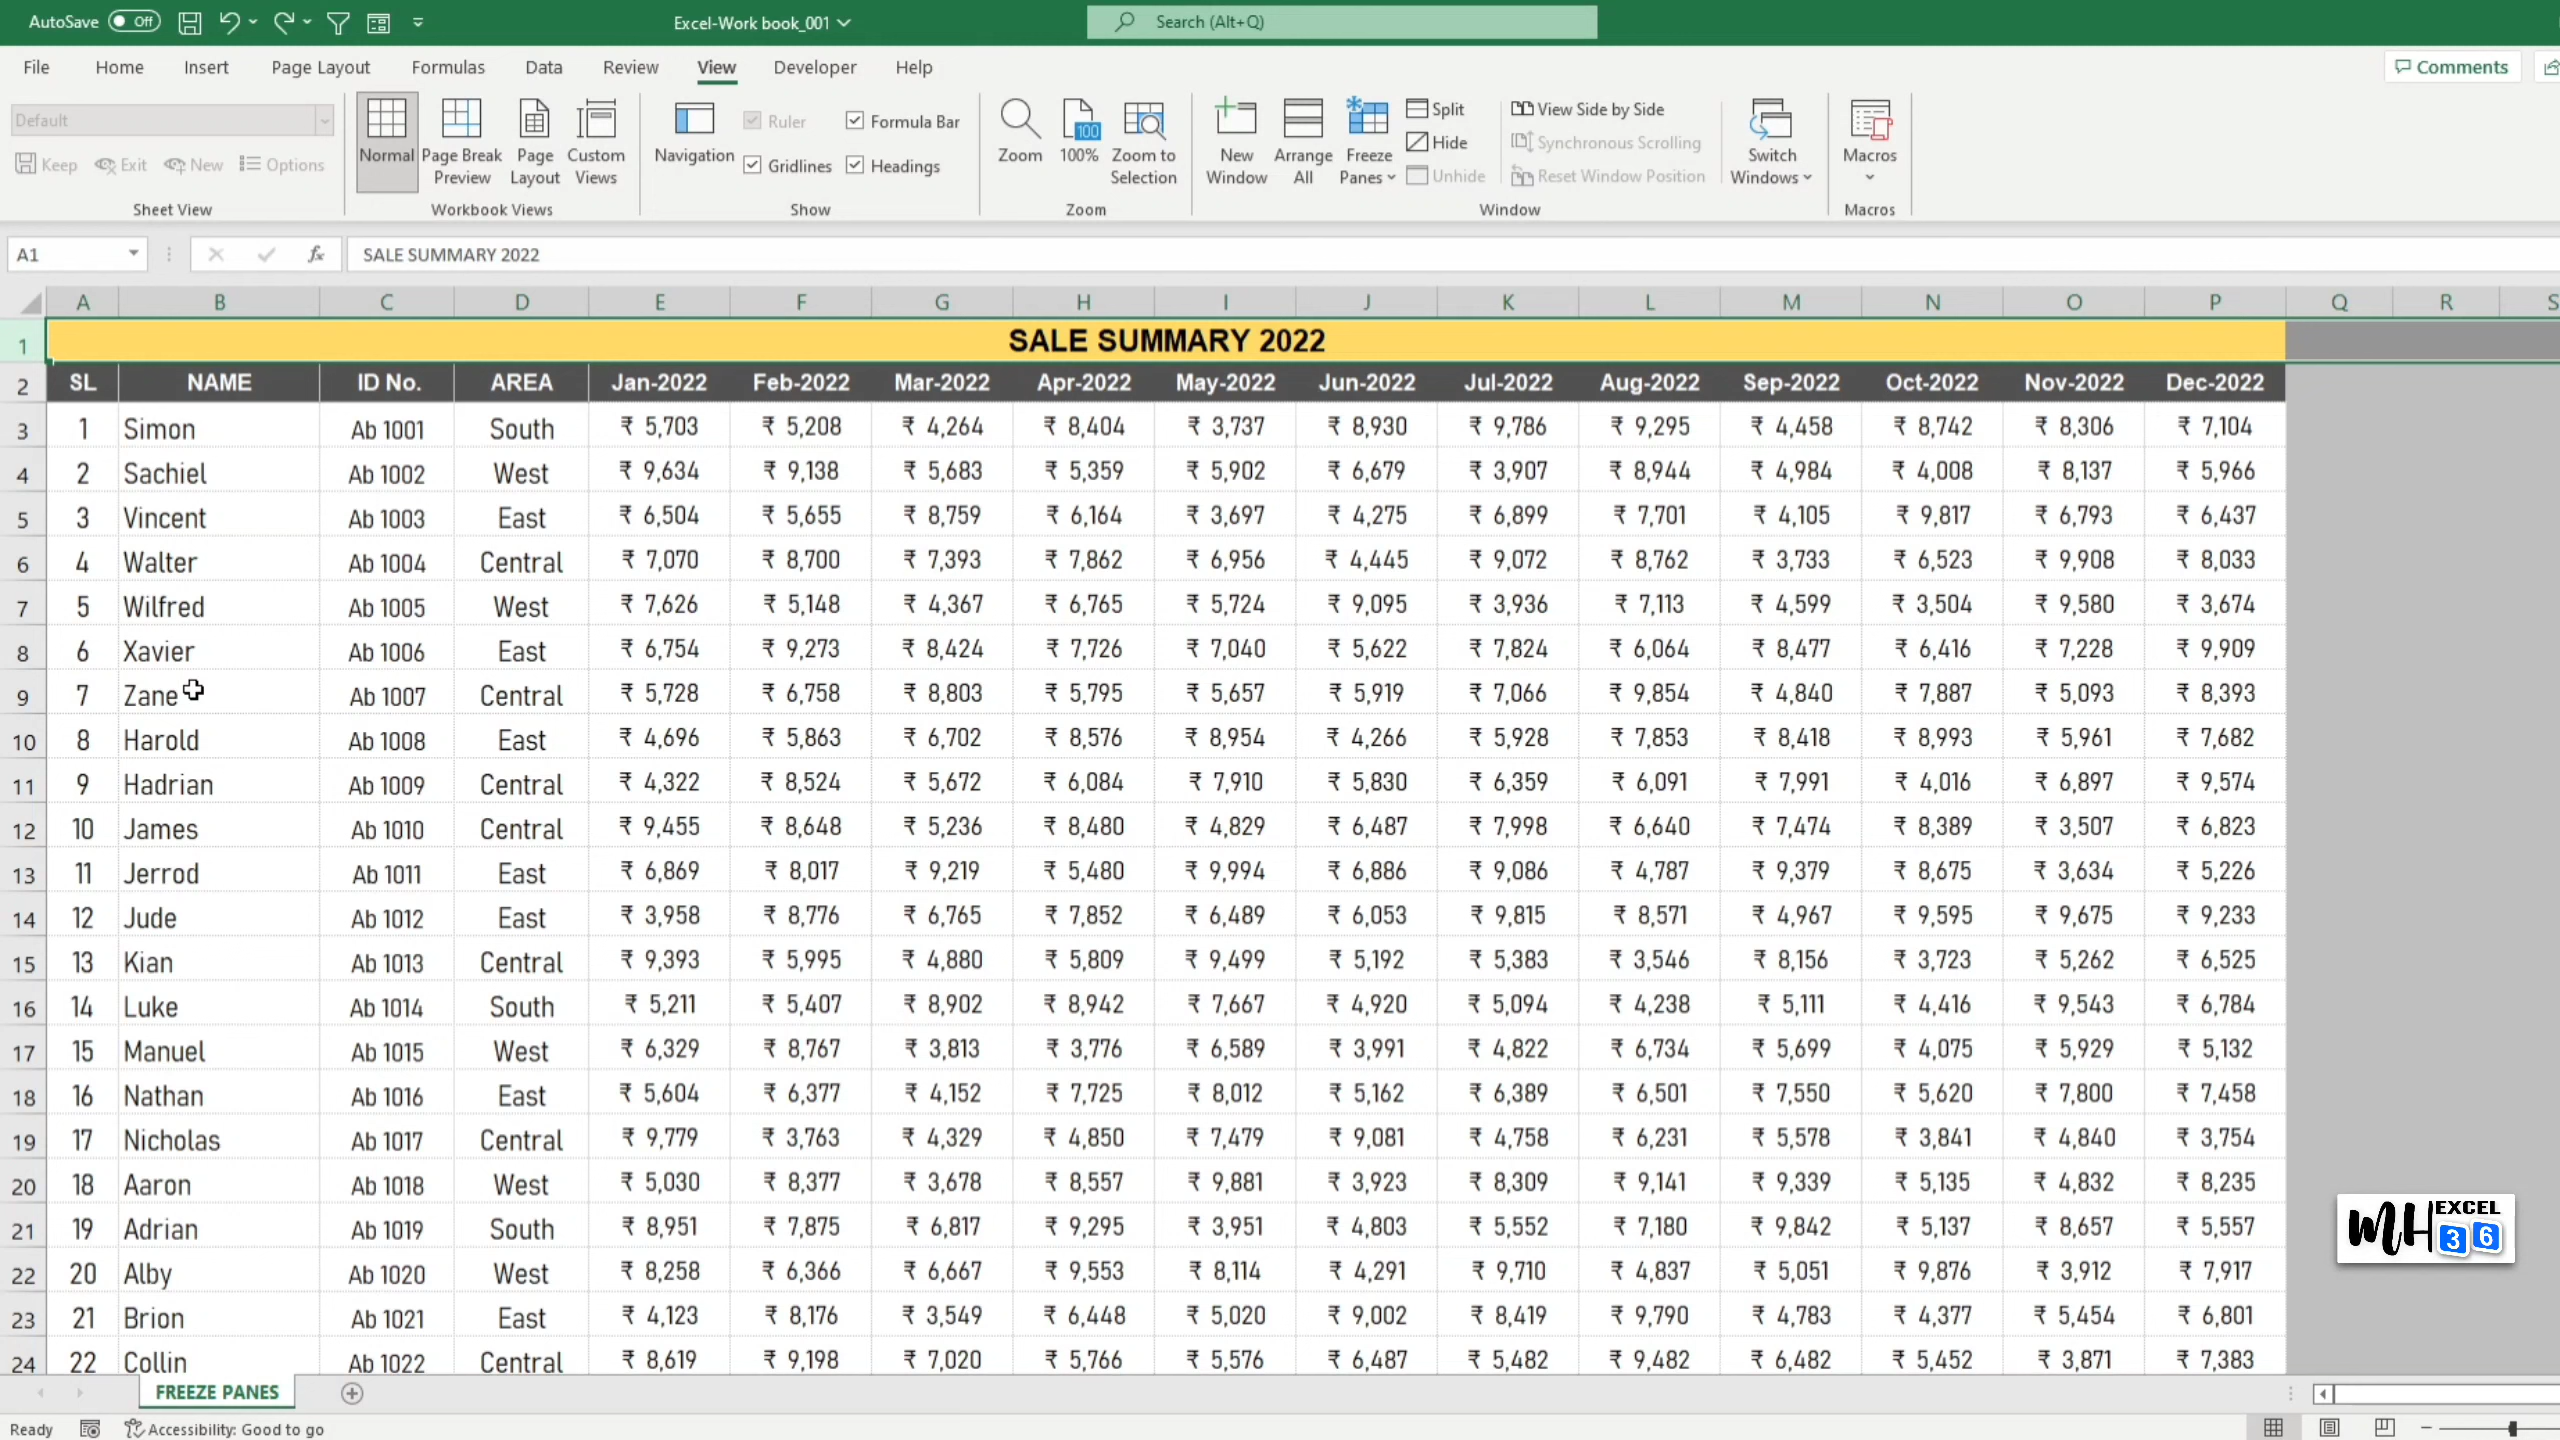 AutoSave Off Excel-Work book_001 Search (Alt+Q)
File Home Insert Page Layout Formulas Data Review View Developer Help Comments
Default
Keep Exit New Options
Sheet View
Normal Page Break Preview Page Layout Custom Views
Workbook Views
Navigation Ruler Formula Bar
Gridlines Headings
Show
Zoom 100 100% Zoom to Selection
Zoom
New Window Arrange All Freeze Panes Split Hide Unhide
View Side by Side
Synchronous Scrolling
Reset Window Position
Switch Windows
Window
Macros
Macros
A1 fx SALE SUMMARY 2022
A B C D E F G H I J K L M N O P Q R S
1 SALE SUMMARY 2022
2 SL NAME ID No. AREA Jan-2022 Feb-2022 Mar-2022 Apr-2022 May-2022 Jun-2022 Jul-2022 Aug-2022 Sep-2022 Oct-2022 Nov-2022 Dec-2022
3 1 Simon Ab 1001 South ₹ 5,703 ₹ 5,208 ₹ 4,264 ₹ 8,404 ₹ 3,737 ₹ 8,930 ₹ 9,786 ₹ 9,295 ₹ 4,458 ₹ 8,742 ₹ 8,306 ₹ 7,104
4 2 Sachiel Ab 1002 West ₹ 9,634 ₹ 9,138 ₹ 5,683 ₹ 5,359 ₹ 5,902 ₹ 6,679 ₹ 3,907 ₹ 8,944 ₹ 4,984 ₹ 4,008 ₹ 8,137 ₹ 5,966
5 3 Vincent Ab 1003 East ₹ 6,504 ₹ 5,655 ₹ 8,759 ₹ 6,164 ₹ 3,697 ₹ 4,275 ₹ 6,899 ₹ 7,701 ₹ 4,105 ₹ 9,817 ₹ 6,793 ₹ 6,437
6 4 Walter Ab 1004 Central ₹ 7,070 ₹ 8,700 ₹ 7,393 ₹ 7,862 ₹ 6,956 ₹ 4,445 ₹ 9,072 ₹ 8,762 ₹ 3,733 ₹ 6,523 ₹ 9,908 ₹ 8,033
7 5 Wilfred Ab 1005 West ₹ 7,626 ₹ 5,148 ₹ 4,367 ₹ 6,765 ₹ 5,724 ₹ 9,095 ₹ 3,936 ₹ 7,113 ₹ 4,599 ₹ 3,504 ₹ 9,580 ₹ 3,674
8 6 Xavier Ab 1006 East ₹ 6,754 ₹ 9,273 ₹ 8,424 ₹ 7,726 ₹ 7,040 ₹ 5,622 ₹ 7,824 ₹ 6,064 ₹ 8,477 ₹ 6,416 ₹ 7,228 ₹ 9,909
9 7 Zane Ab 1007 Central ₹ 5,728 ₹ 6,758 ₹ 8,803 ₹ 5,795 ₹ 5,657 ₹ 5,919 ₹ 7,066 ₹ 9,854 ₹ 4,840 ₹ 7,887 ₹ 5,093 ₹ 8,393
10 8 Harold Ab 1008 East ₹ 4,696 ₹ 5,863 ₹ 6,702 ₹ 8,576 ₹ 8,954 ₹ 4,266 ₹ 5,928 ₹ 7,853 ₹ 8,418 ₹ 8,993 ₹ 5,961 ₹ 7,682
11 9 Hadrian Ab 1009 Central ₹ 4,322 ₹ 8,524 ₹ 5,672 ₹ 6,084 ₹ 7,910 ₹ 5,830 ₹ 6,359 ₹ 6,091 ₹ 7,991 ₹ 4,016 ₹ 6,897 ₹ 9,574
12 10 James Ab 1010 Central ₹ 9,455 ₹ 8,648 ₹ 5,236 ₹ 8,480 ₹ 4,829 ₹ 6,487 ₹ 7,998 ₹ 6,640 ₹ 7,474 ₹ 8,389 ₹ 3,507 ₹ 6,823
13 11 Jerrod Ab 1011 East ₹ 6,869 ₹ 8,017 ₹ 9,219 ₹ 5,480 ₹ 9,994 ₹ 6,886 ₹ 9,086 ₹ 4,787 ₹ 9,379 ₹ 8,675 ₹ 3,634 ₹ 5,226
14 12 Jude Ab 1012 East ₹ 3,958 ₹ 8,776 ₹ 6,765 ₹ 7,852 ₹ 6,489 ₹ 6,053 ₹ 9,815 ₹ 8,571 ₹ 4,967 ₹ 9,595 ₹ 9,675 ₹ 9,233
15 13 Kian Ab 1013 Central ₹ 9,393 ₹ 5,995 ₹ 4,880 ₹ 5,809 ₹ 9,499 ₹ 5,192 ₹ 5,383 ₹ 3,546 ₹ 8,156 ₹ 3,723 ₹ 5,262 ₹ 6,525
16 14 Luke Ab 1014 South ₹ 5,211 ₹ 5,407 ₹ 8,902 ₹ 8,942 ₹ 7,667 ₹ 4,920 ₹ 5,094 ₹ 4,238 ₹ 5,111 ₹ 4,416 ₹ 9,543 ₹ 6,784
17 15 Manuel Ab 1015 West ₹ 6,329 ₹ 8,767 ₹ 3,813 ₹ 3,776 ₹ 6,589 ₹ 3,991 ₹ 4,822 ₹ 6,734 ₹ 5,699 ₹ 4,075 ₹ 5,929 ₹ 5,132
18 16 Nathan Ab 1016 East ₹ 5,604 ₹ 6,377 ₹ 4,152 ₹ 7,725 ₹ 8,012 ₹ 5,162 ₹ 6,389 ₹ 6,501 ₹ 7,550 ₹ 5,620 ₹ 7,800 ₹ 7,458
19 17 Nicholas Ab 1017 Central ₹ 9,779 ₹ 3,763 ₹ 4,329 ₹ 4,850 ₹ 7,479 ₹ 9,081 ₹ 4,758 ₹ 6,231 ₹ 5,578 ₹ 3,841 ₹ 4,840 ₹ 3,754
20 18 Aaron Ab 1018 West ₹ 5,030 ₹ 8,377 ₹ 3,678 ₹ 8,557 ₹ 9,881 ₹ 3,923 ₹ 8,309 ₹ 9,141 ₹ 9,339 ₹ 5,135 ₹ 4,832 ₹ 8,235
21 19 Adrian Ab 1019 South ₹ 8,951 ₹ 7,875 ₹ 6,817 ₹ 9,295 ₹ 3,951 ₹ 4,803 ₹ 5,552 ₹ 7,180 ₹ 9,842 ₹ 5,137 ₹ 8,657 ₹ 5,557
22 20 Alby Ab 1020 West ₹ 8,258 ₹ 6,366 ₹ 6,667 ₹ 9,553 ₹ 8,114 ₹ 4,291 ₹ 9,710 ₹ 4,837 ₹ 5,051 ₹ 9,876 ₹ 3,912 ₹ 7,917
23 21 Brion Ab 1021 East ₹ 4,123 ₹ 8,176 ₹ 3,549 ₹ 6,448 ₹ 5,020 ₹ 9,002 ₹ 8,419 ₹ 9,790 ₹ 4,783 ₹ 4,377 ₹ 5,454 ₹ 6,801
24 22 Collin Ab 1022 Central ₹ 8,619 ₹ 9,198 ₹ 7,020 ₹ 5,766 ₹ 5,576 ₹ 6,487 ₹ 5,482 ₹ 9,482 ₹ 6,482 ₹ 5,452 ₹ 3,871 ₹ 7,383
MH EXCEL 36
FREEZE PANES
Ready Accessibility: Good to go